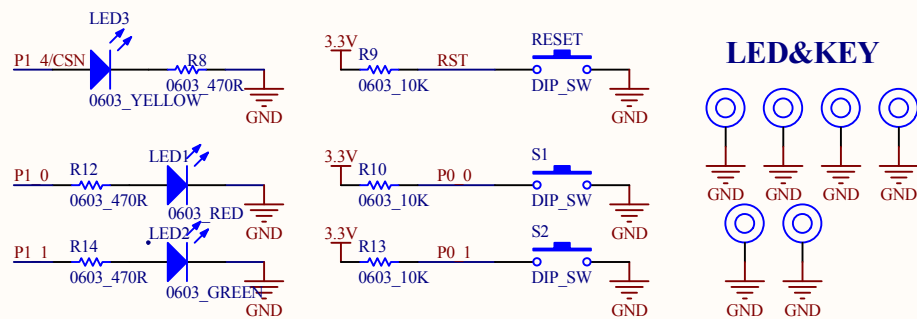 LED3
P1_4/CSN
R8
0603_YELLOW
0603_470R
GND
3.3V
R9
RST
RESET
0603_10K
DIP_SW
GND
LED&KEY
GND
GND
GND
GND
GND
GND
P1_0
R12
LED1
0603_470R
0603_RED
GND
3.3V
R10
P0_0
S1
0603_10K
DIP_SW
GND
P1_1
R14
LED2
0603_470R
0603_GREEN
GND
3.3V
R13
P0_1
S2
0603_10K
DIP_SW
GND